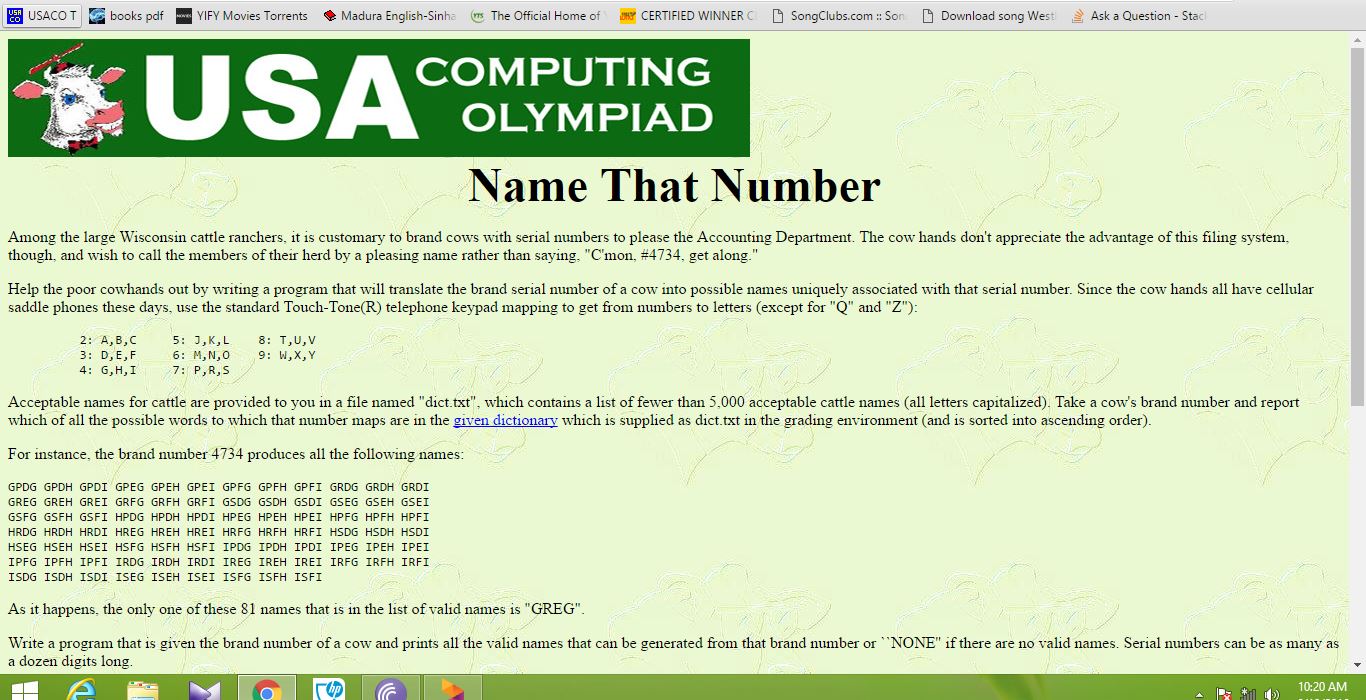 USACO T books pdf YIFY Movies Torrents Madura English-Sinha The Official Home of CERTIFIED WINNER SongClubs.com :: Son Download song West Ask a Question - Stac
USA COMPUTING OLYMPIAD
Name That Number
Among the large Wisconsin cattle ranchers, it is customary to brand cows with serial numbers to please the Accounting Department. The cow hands don't appreciate the advantage of this filing system,
though, and wish to call the members of their herd by a pleasing name rather than saying, "C'mon, #4734, get along."
Help the poor cowhands out by writing a program that will translate the brand serial number of a cow into possible names uniquely associated with that serial number. Since the cow hands all have cellular
saddle phones these days, use the standard Touch-Tone(R) telephone keypad mapping to get from numbers to letters (except for "Q" and "Z"):
2: A,B,C 5: J,K,L 8: T,U,V
3: D,E,F 6: M,N,O 9: W,X,Y
4: G,H,I 7: P,R,S
Acceptable names for cattle are provided to you in a file named "dict.txt", which contains a list of fewer than 5,000 acceptable cattle names (all letters capitalized). Take a cow's brand number and report
which of all the possible words to which that number maps are in the given dictionary which is supplied as dict.txt in the grading environment (and is sorted into ascending order).
For instance, the brand number 4734 produces all the following names:
GPDG GPDH GPDI GPEG GPEH GPEI GPFG GPFH GPFI GRDG GRDH GRDI
GREG GREH GREI GRFG GRFH GRFI GSDG GSDH GSDI GSEG GSEH GSEI
GSFG GSFH GSFI HPDG HPDH HPDI HPEG HPEH HPEI HPFG HPFH HPFI
HRDG HRDH HRDI HREG HREH HREI HRFG HRFH HRFI HSDG HSDH HSDI
HSEG HSEH HSEI HSFG HSFH HSFI IPDG IPDH IPDI IPEG IPEH IPEI
IPFG IPFH IPFI IRDG IRDH IRDI IREG IREH IREI IRFG IRFH IRFI
ISDG ISDH ISDI ISEG ISEH ISEI ISFG ISFH ISFI
As it happens, the only one of these 81 names that is in the list of valid names is "GREG".
Write a program that is given the brand number of a cow and prints all the valid names that can be generated from that brand number or ``NONE'' if there are no valid names. Serial numbers can be as many as
a dozen digits long.
10:20 AM